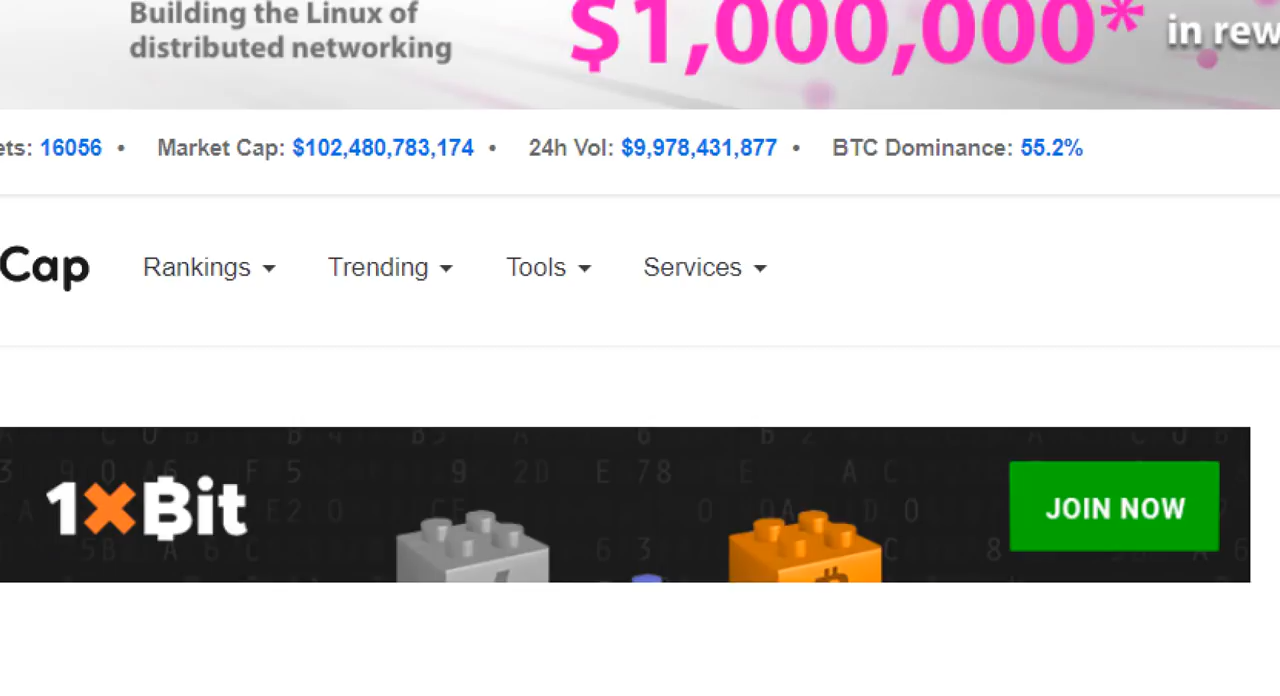 Building the Linux of
distributed networking
$1,000,000* in rew
ets: 16056 • Market Cap: $102,480,783,174 • 24h Vol: $9,978,431,877 • BTC Dominance: 55.2%
Cap Rankings Trending Tools Services
1xBit
JOIN NOW